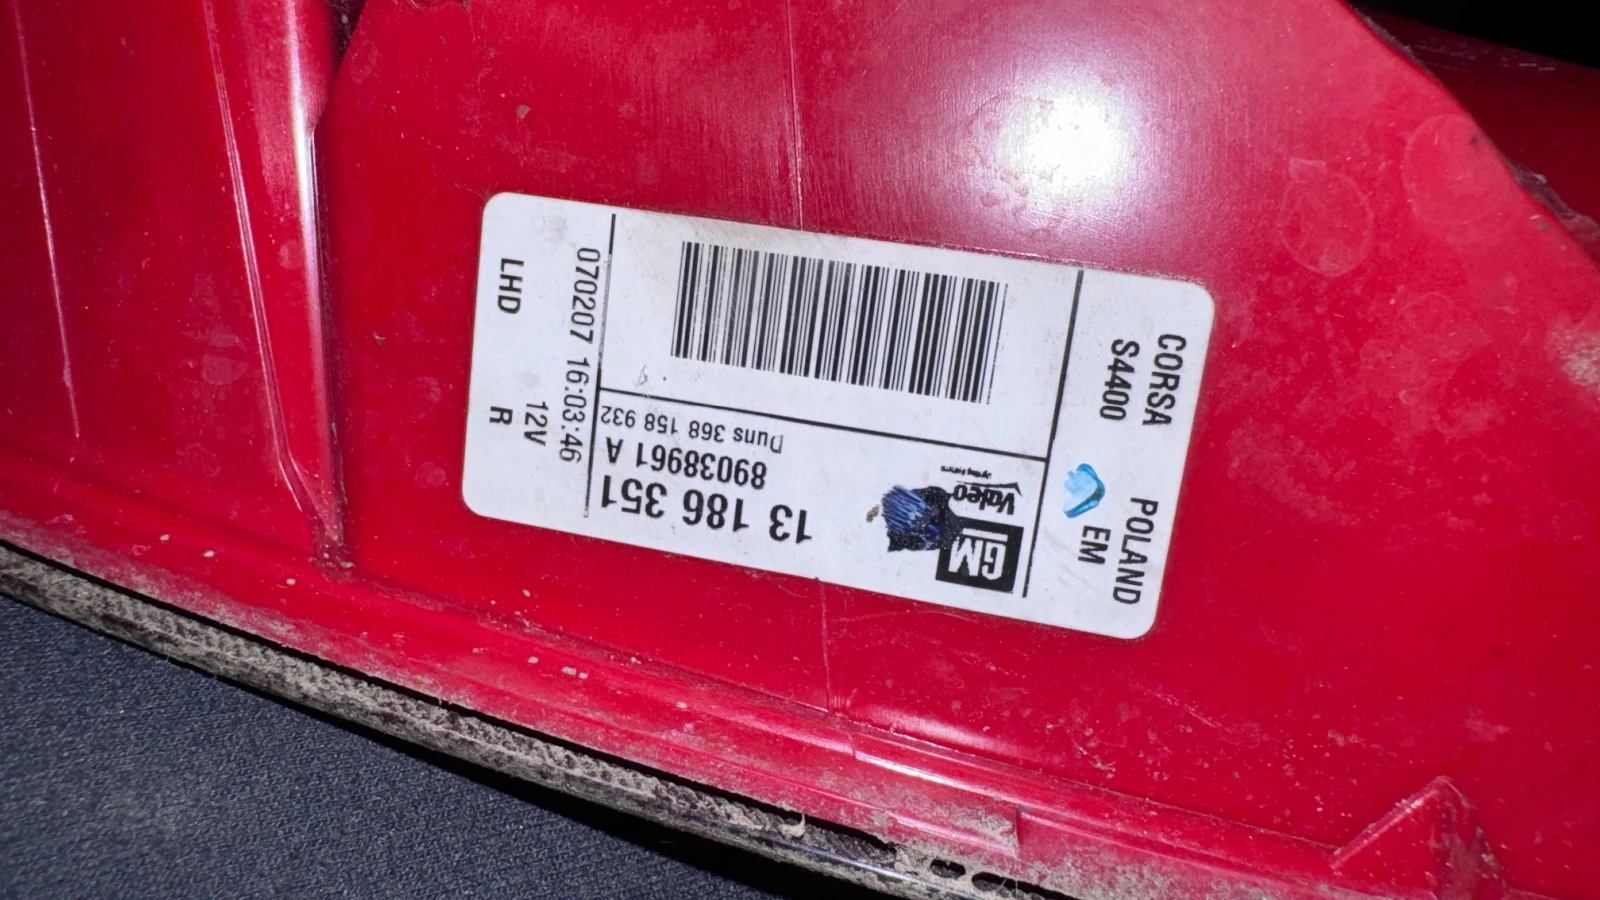 CORSA POLAND
S4400 EM
GM
Valeo
13 186 351
89038961 A
Duns 368 158 932
070207 16:03:46
12V
LHD R